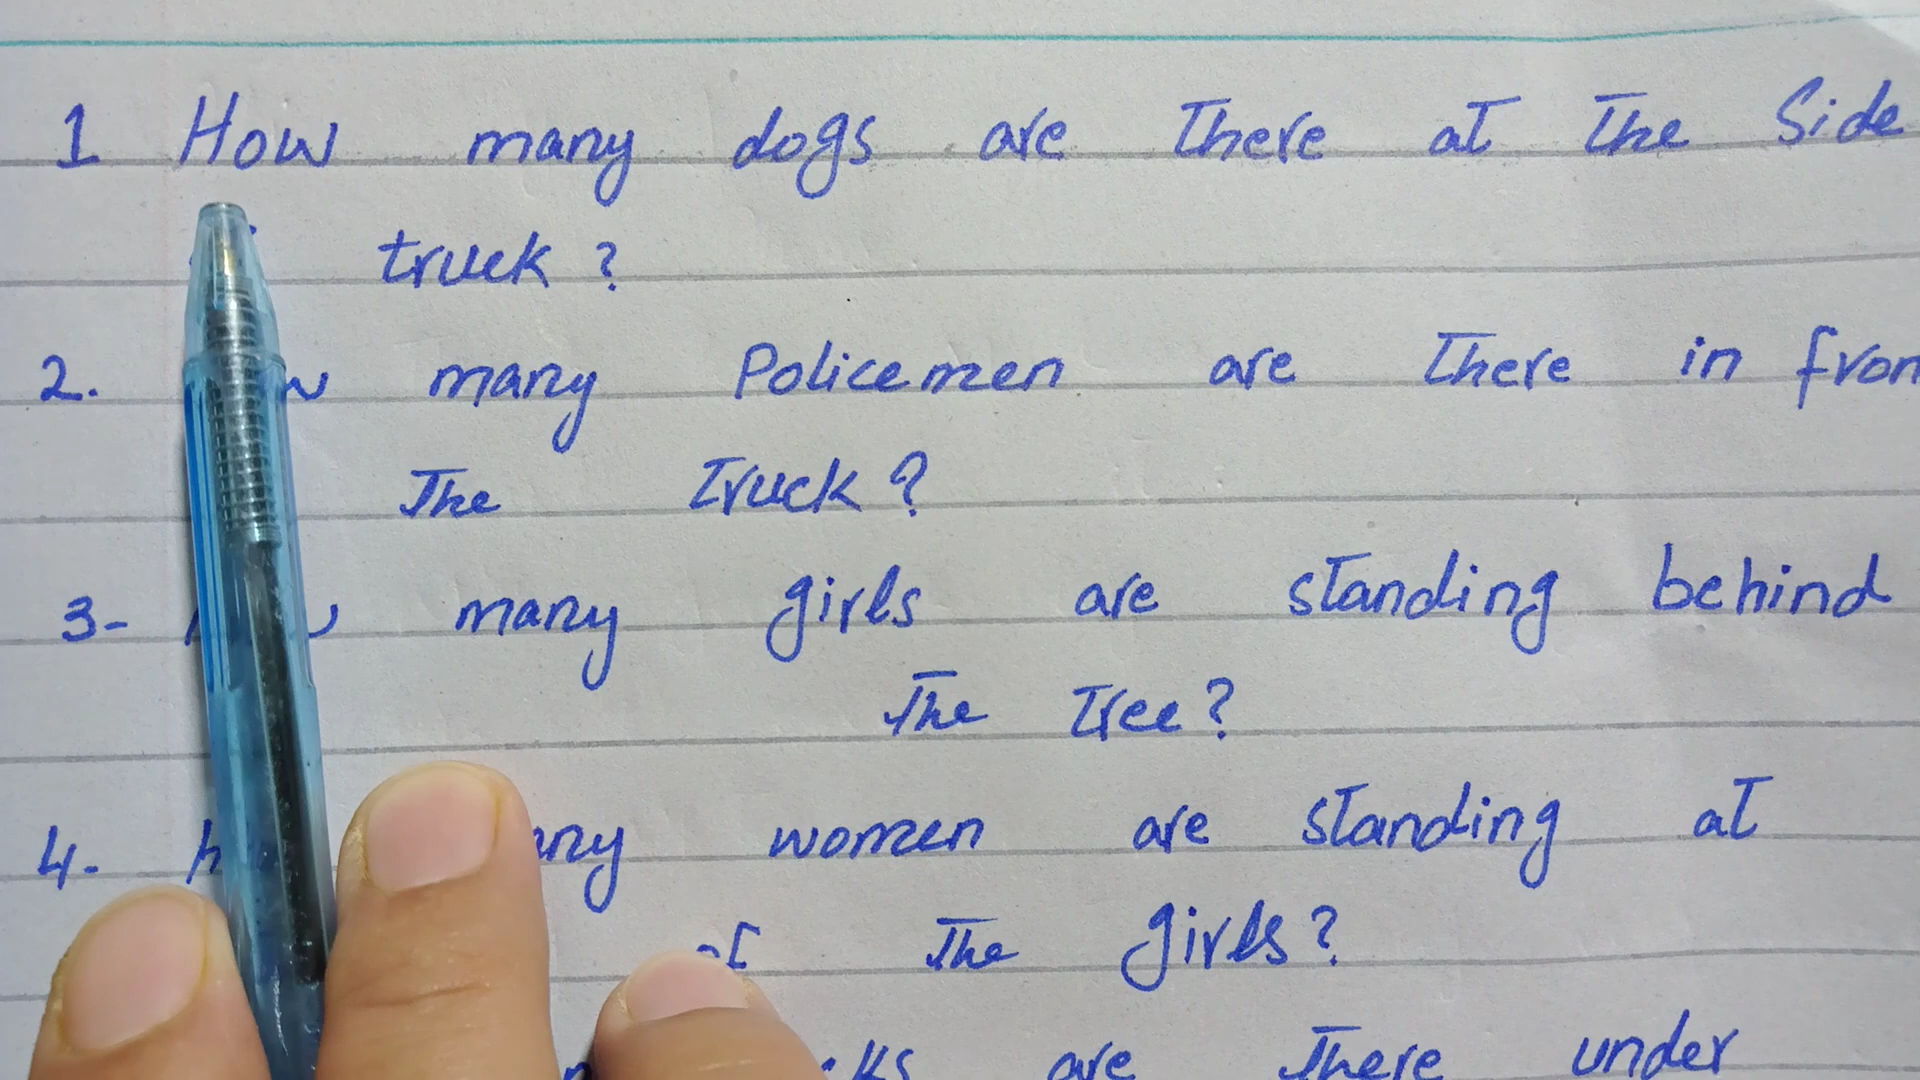 1 How many dogs are there at the Side
truck ?
2. many Policemen are there in
The truck ?
3- many girls are standing behind
The tree ?
4. women are standing at
of The girls ?
are There under